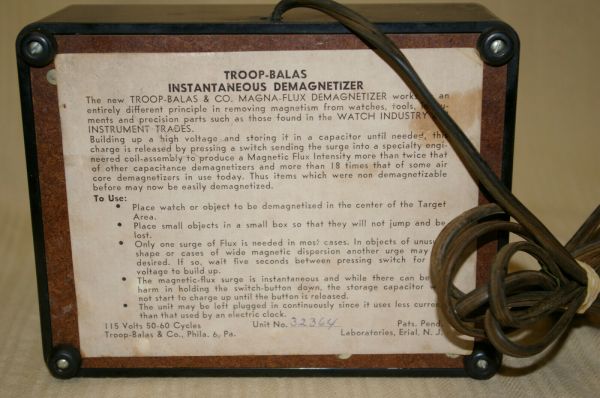 TROOP-BALAS
INSTANTANEOUS DEMAGNETIZER
The new TROOP-BALAS & CO. MAGNA-FLUX DEMAGNETIZER works an
entirely different principle in removing magnetism from watches, tools,
ments and precision parts such as those found in the WATCH INDUSTRY
INSTRUMENT TRADES.
Building up a high voltage and storing it in a capacitor until needed, this
charge is released by pressing a switch sending the surge into a specialty engi-
neered coil-assembly to produce a Magnetic Flux Intensity more than twice that
of other capacitance demagnetizers and more than 18 times that of some air
core demagnetizers in use today. Thus items which were non demagnetizable
before may now be easily demagnetized.
To Use:
• Place watch or object to be demagnetized in the center of the Target
Area.
• Place small objects in a small box so that they will not jump and be
lost.
• Only one surge of Flux is needed in most cases. In objects of unusu
shape or cases of wide magnetic dispersion another urge may
desired. If so, wait five seconds between pressing switch for
voltage to build up.
• The magnetic-flux surge is instantaneous and while there can be
harm in holding the switch-button down, the storage capacitor
not start to charge up until the button is released.
• The unit may be left plugged in continuously since it uses less curren
than that used by an electric clock.
115 Volts 50-60 Cycles Unit No. 32364 Pats. Pend.
Troop-Balas & Co., Phila. 6, Pa. Laboratories, Erial, N. J.